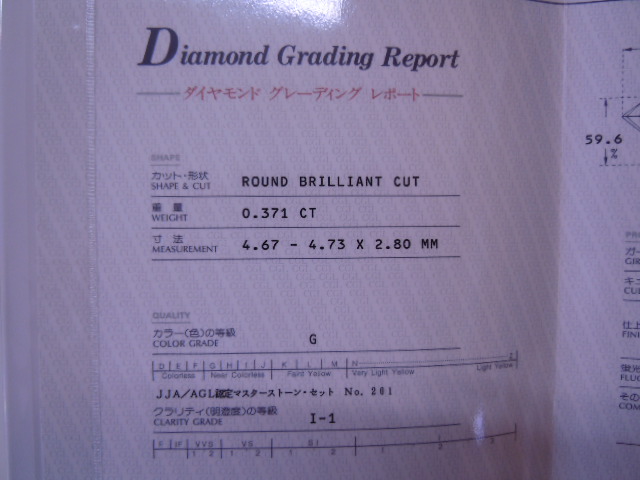 Diamond Grading Report
ダイヤモンド グレーディング レポート
SHAPE
カット・形状
SHAPE & CUT
ROUND BRILLIANT CUT
重 量
WEIGHT
0.371 CT
寸 法
MEASUREMENT
4.67 - 4.73 X 2.80 MM
QUALITY
カラー(色)の等級
COLOR GRADE
G
D E F G H I J K L M N Z
Colorless Near Colorless Faint Yellow Very Light Yellow Light Yellow
JJA/AGL認定マスターストーン・セット No. 261
クラリティ(明澄度)の等級
CLARITY GRADE
I-1
F IF VVS VS SI I
1 2 1 2 1 2 1 2 3
59.6
%